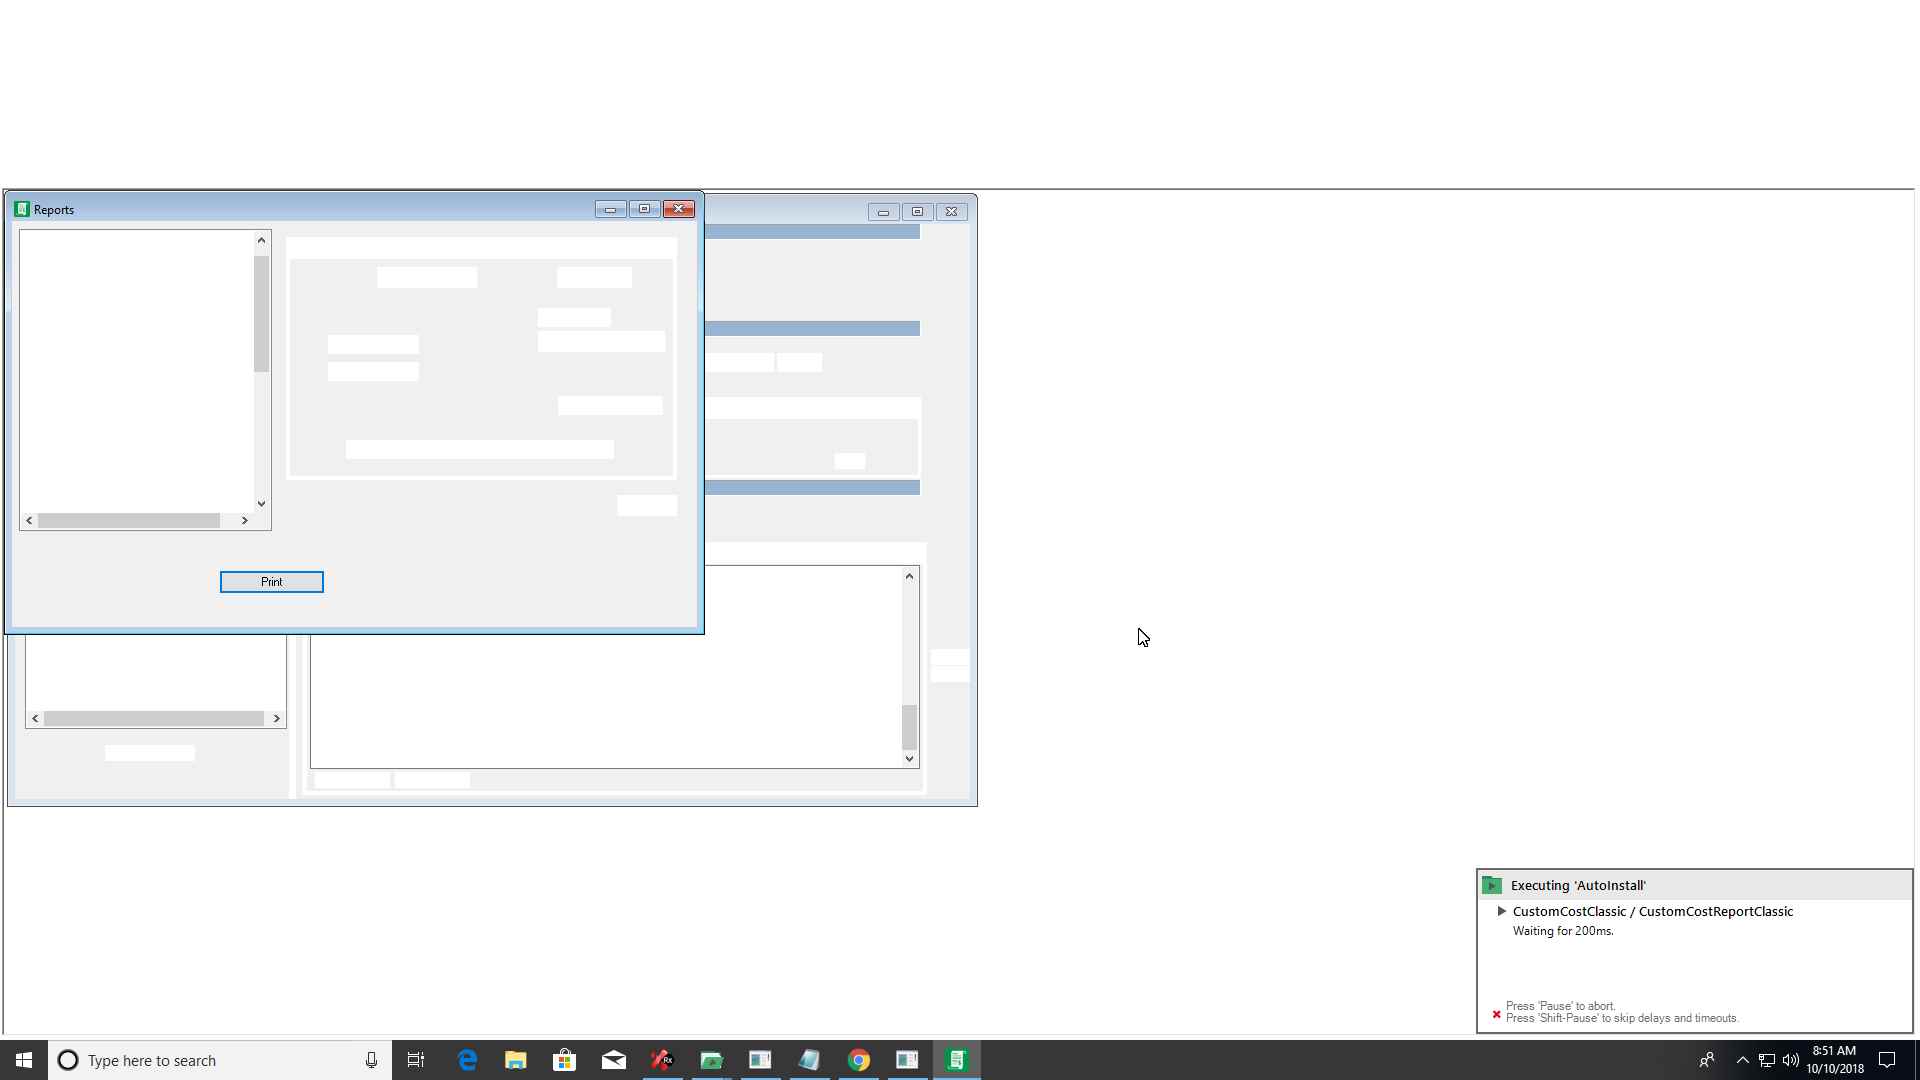 Reports
Print
Executing 'AutoInstall'
CustomCostClassic / CustomCostReportClassic
Waiting for 200ms.
Press 'Pause' to abort.
Press 'Shift-Pause' to skip delays and timeouts.
Type here to search
Rx
8:51 AM
10/10/2018